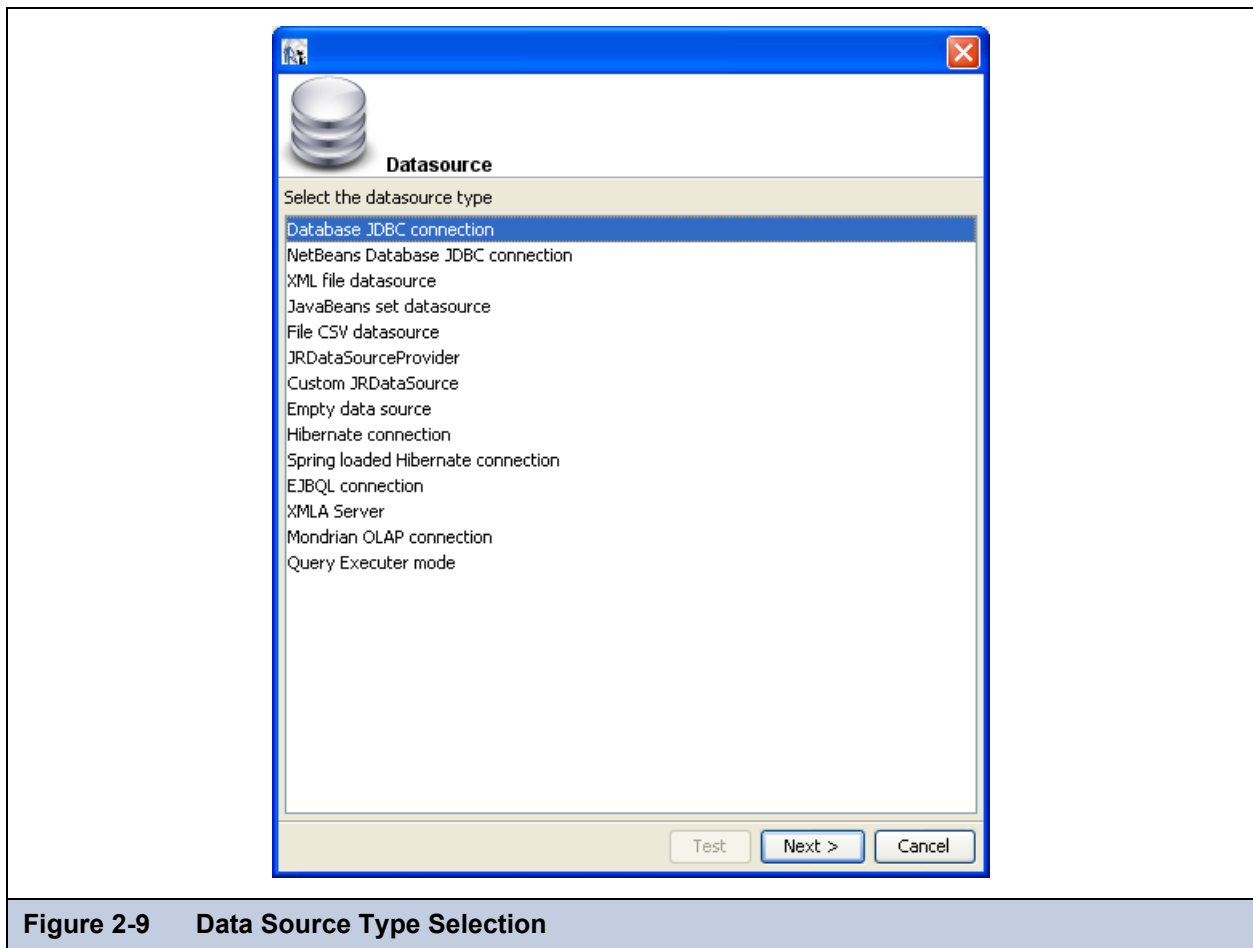 Datasource
Select the datasource type
Database JDBC connection
NetBeans Database JDBC connection
XML file datasource
JavaBeans set datasource
File CSV datasource
JRDataSourceProvider
Custom JRDataSource
Empty data source
Hibernate connection
Spring loaded Hibernate connection
EJBQL connection
XMLA Server
Mondrian OLAP connection
Query Executer mode
Test Next > Cancel
Figure 2-9 Data Source Type Selection